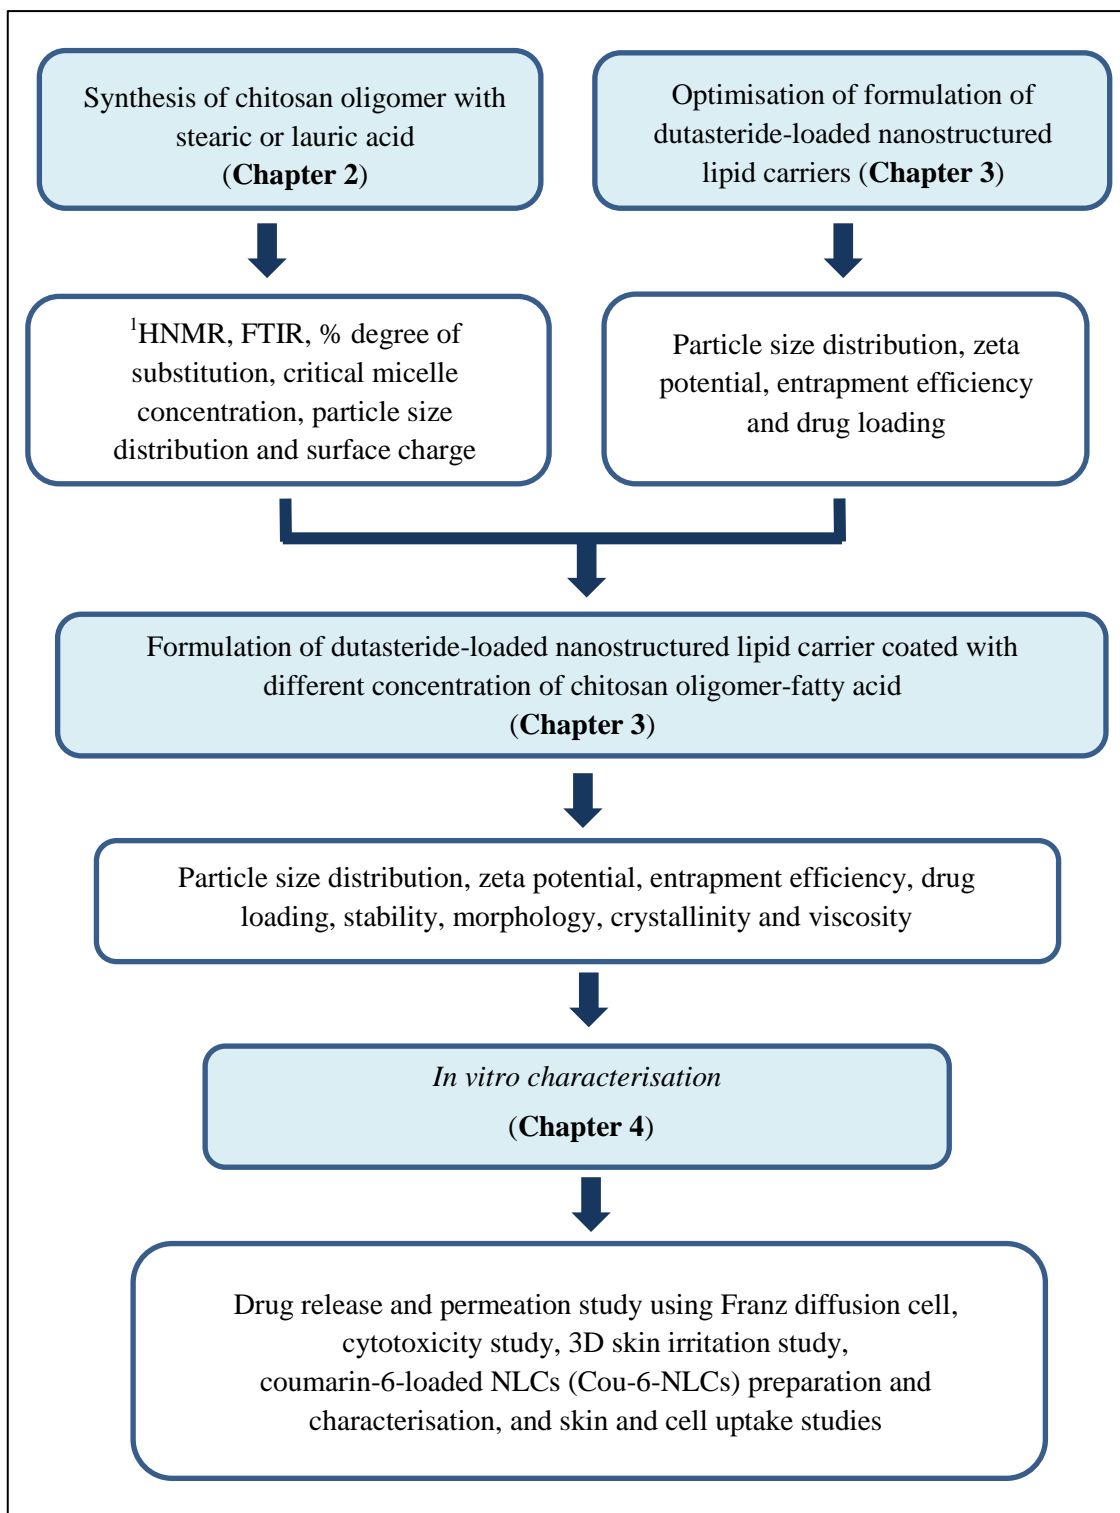 Synthesis of chitosan oligomer with
stearic or lauric acid
(Chapter 2)
Optimisation of formulation of
dutasteride-loaded nanostructured
lipid carriers (Chapter 3)
¹HNMR, FTIR, % degree of
substitution, critical micelle
concentration, particle size
distribution and surface charge
Particle size distribution, zeta
potential, entrapment efficiency
and drug loading
Formulation of dutasteride-loaded nanostructured lipid carrier coated with
different concentration of chitosan oligomer-fatty acid
(Chapter 3)
Particle size distribution, zeta potential, entrapment efficiency, drug
loading, stability, morphology, crystallinity and viscosity
In vitro characterisation
(Chapter 4)
Drug release and permeation study using Franz diffusion cell,
cytotoxicity study, 3D skin irritation study,
coumarin-6-loaded NLCs (Cou-6-NLCs) preparation and
characterisation, and skin and cell uptake studies